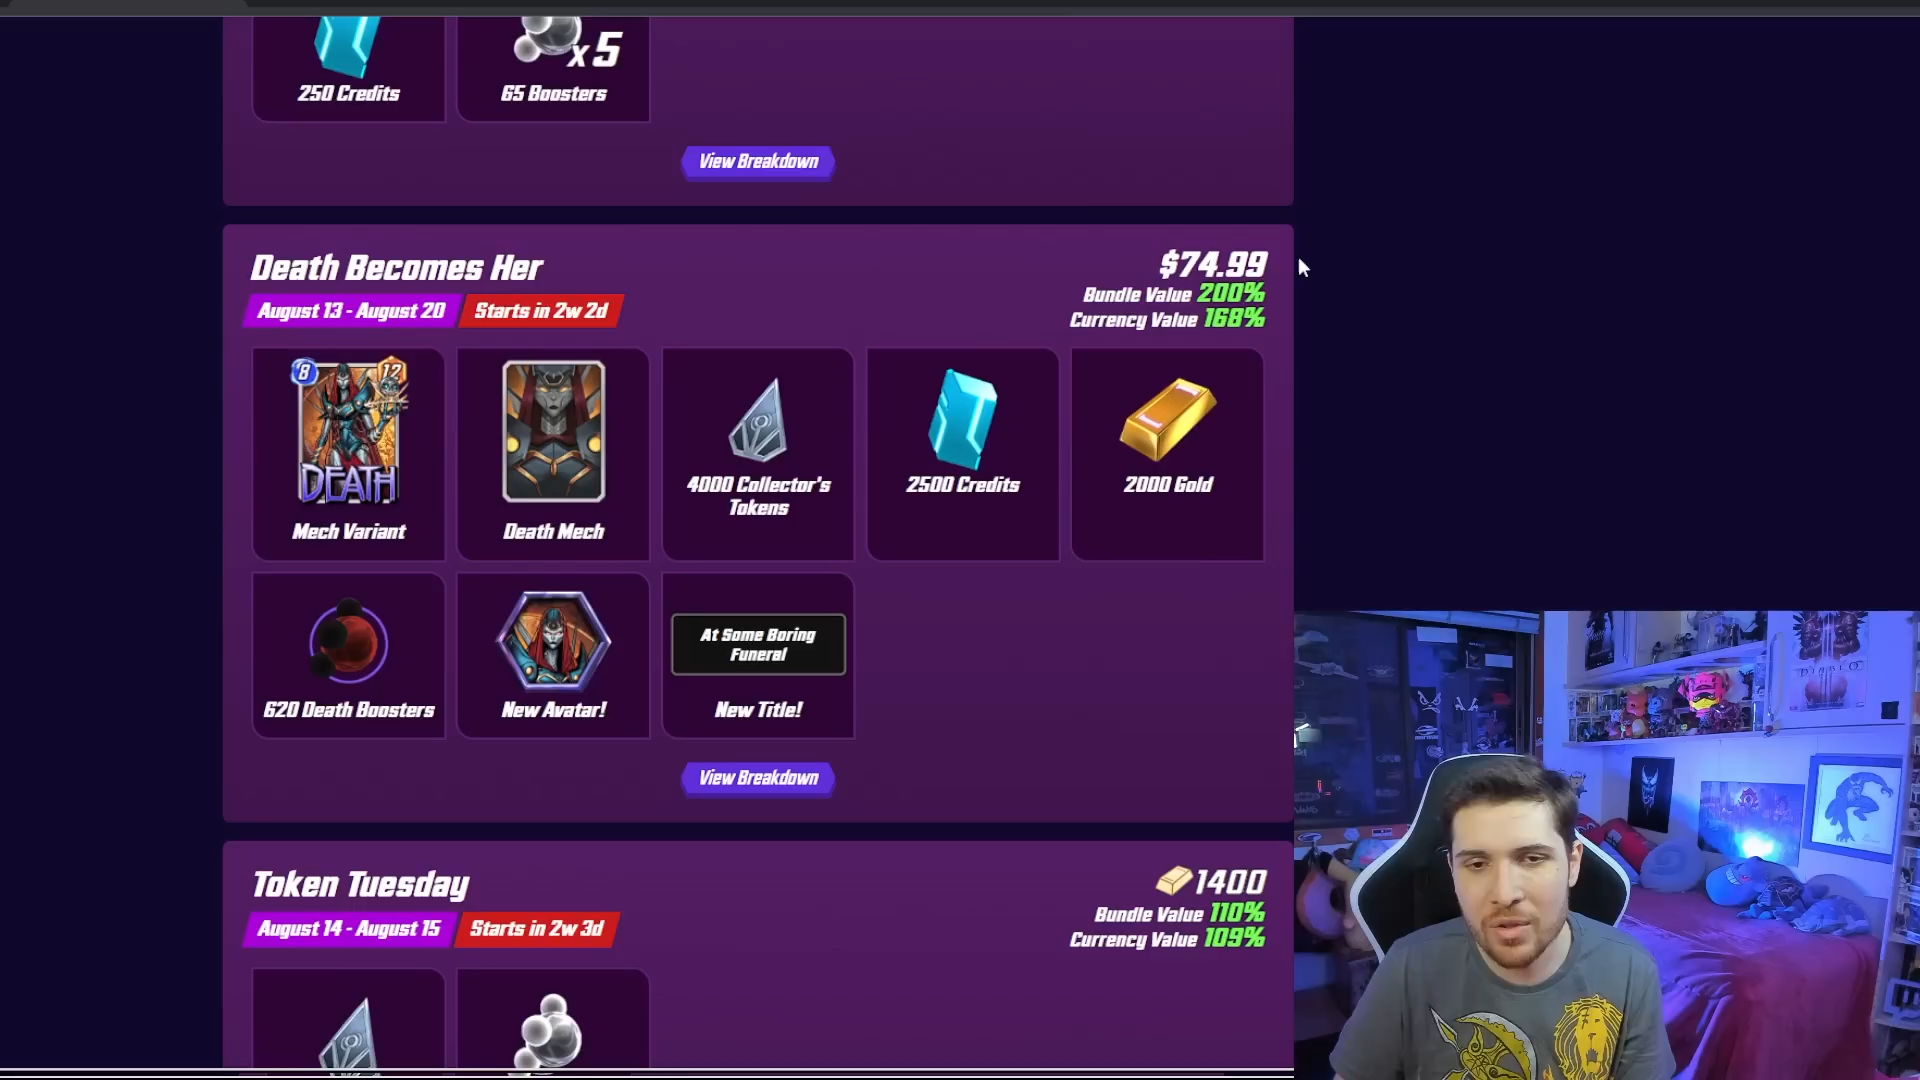 x5
250 Credits
65 Boosters
View Breakdown
Death Becomes Her
$74.99
August 13 - August 20
Starts in 2w 2d
Bundle Value 200%
Currency Value 168%
8
12
DEATH
Mech Variant
Death Mech
4000 Collector's
Tokens
2500 Credits
2000 Gold
At Some Boring
Funeral
620 Death Boosters
New Avatar!
New Title!
View Breakdown
Token Tuesday
1400
August 14 - August 15
Starts in 2w 3d
Bundle Value 110%
Currency Value 109%
DIABLO